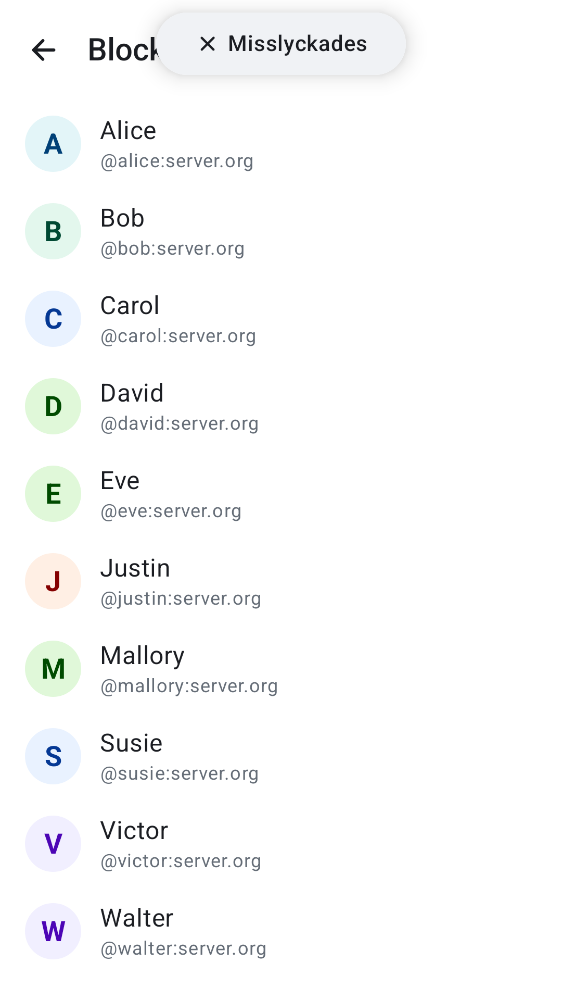 Block
Misslyckades
A
Alice
@alice:server.org
B
Bob
@bob:server.org
C
Carol
@carol:server.org
D
David
@david:server.org
E
Eve
@eve:server.org
J
Justin
@justin:server.org
M
Mallory
@mallory:server.org
S
Susie
@susie:server.org
V
Victor
@victor:server.org
W
Walter
@walter:server.org